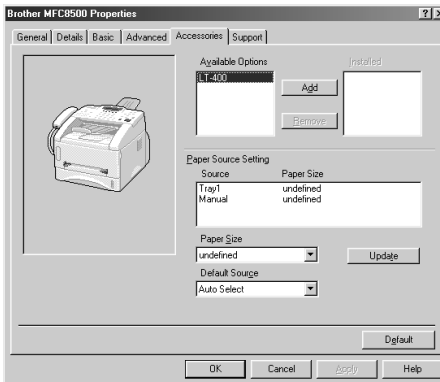 Brother MFC8500 Properties
General Details Basic Advanced Accessories Support
Available Options Installed
LT-400
Add
Remove
Paper Source Setting
Source Paper Size
Tray1 undefined
Manual undefined
Paper Size
undefined Update
Default Source
Auto Select
Default
OK Cancel Apply Help